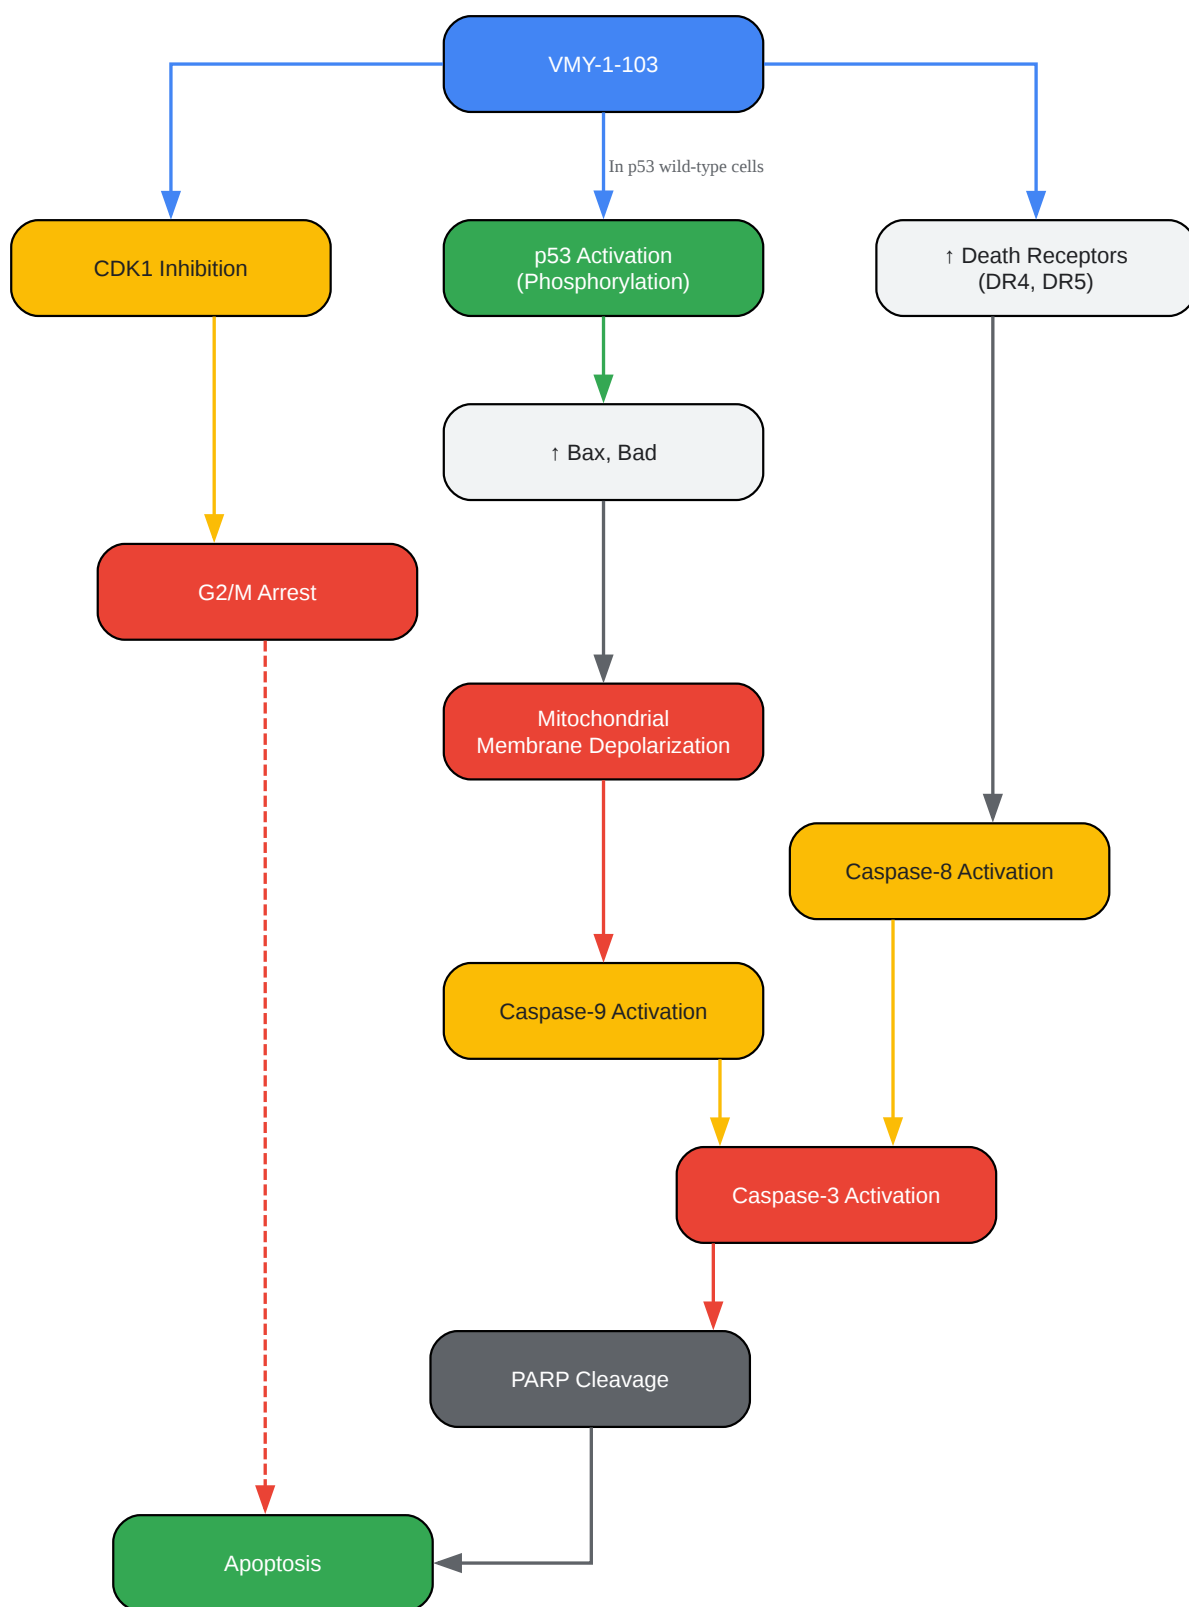 VMY-1-103
In p53 wild-type cells
CDK1 Inhibition
p53 Activation
(Phosphorylation)
↑ Death Receptors
(DR4, DR5)
↑ Bax, Bad
G2/M Arrest
Mitochondrial
Membrane Depolarization
Caspase-8 Activation
Caspase-9 Activation
Caspase-3 Activation
PARP Cleavage
Apoptosis